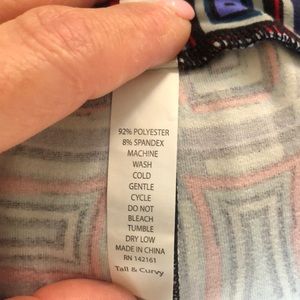 92% POLYESTER
8% SPANDEX
MACHINE
WASH
COLD
GENTLE
CYCLE
DO NOT
BLEACH
TUMBLE
DRY LOW
MADE IN CHINA
RN 142161
Tall & Curvy